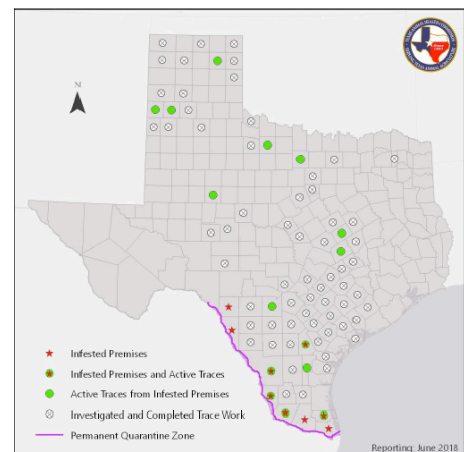 N
Infested Premises
Infested Premises and Active Traces
Active Traces from Infested Premises
Investigated and Completed Trace Work
Permanent Quarantine Zone
Reporting: June 2018